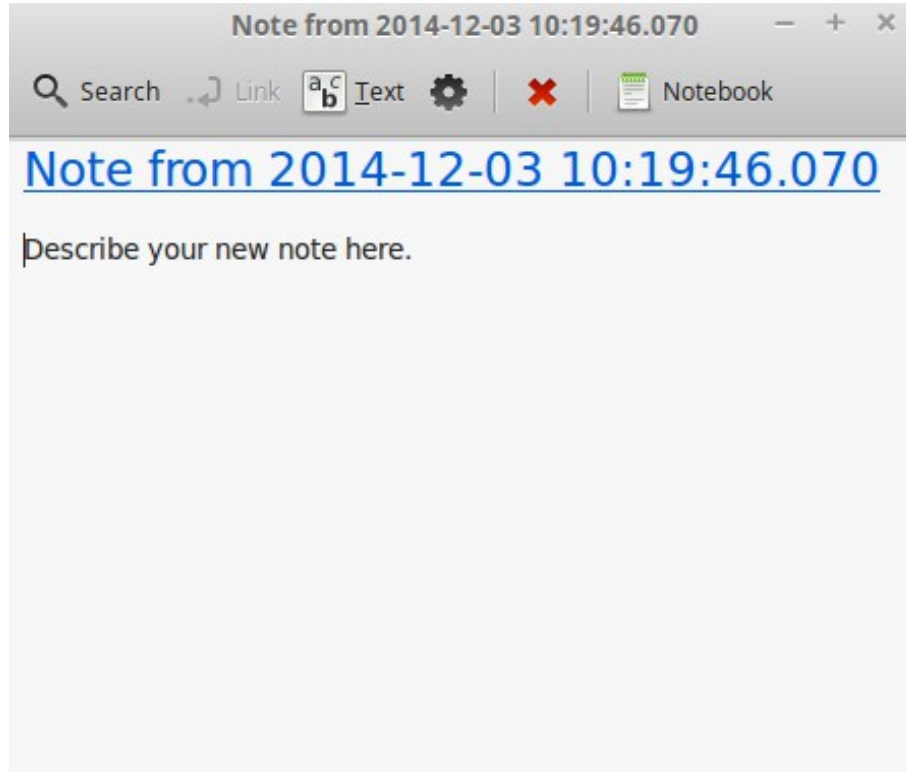 Note from 2014-12-03 10:19:46.070
Search Link abc Text Notebook
Note from 2014-12-03 10:19:46.070
Describe your new note here.